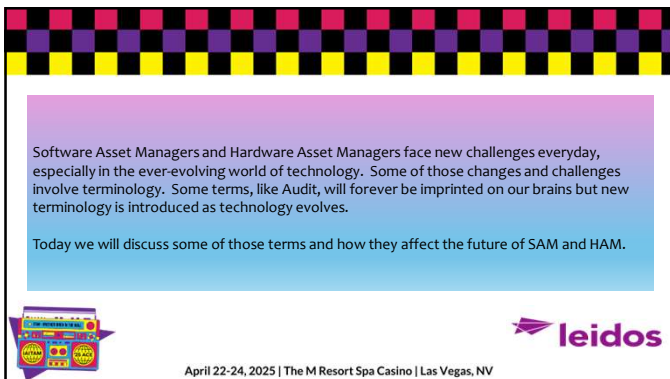 Software Asset Managers and Hardware Asset Managers face new challenges everyday,
especially in the ever-evolving world of technology.  Some of those changes and challenges
involve terminology.  Some terms, like Audit, will forever be imprinted on our brains but new
terminology is introduced as technology evolves.
Today we will discuss some of those terms and how they affect the future of SAM and HAM.
IAITAM
25 ACE
leidos
April 22-24, 2025 | The M Resort Spa Casino | Las Vegas, NV